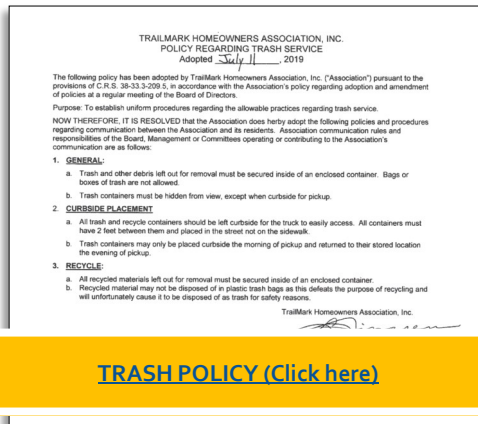 TRAILMARK HOMEOWNERS ASSOCIATION, INC.
POLICY REGARDING TRASH SERVICE
Adopted July 11, 2019
The following policy has been adopted by TrailMark Homeowners Association, Inc. ("Association") pursuant to the
provisions of C.R.S. 38-33.3-209.5, in accordance with the Association's policy regarding adoption and amendment
of policies at a regular meeting of the Board of Directors.
Purpose: To establish uniform procedures regarding the allowable practices regarding trash service.
NOW THEREFORE, IT IS RESOLVED that the Association does herby adopt the following policies and procedures
regarding communication between the Association and its residents. Association communication rules and
responsibilities of the Board, Management or Committees operating or contributing to the Association's
communication are as follows:
1. GENERAL:
a. Trash and other debris left out for removal must be secured inside of an enclosed container. Bags or
boxes of trash are not allowed.
b. Trash containers must be hidden from view, except when curbside for pickup.
2. CURBSIDE PLACEMENT
a. All trash and recycle containers should be left curbside for the truck to easily access. All containers must
have 2 feet between them and placed in the street not on the sidewalk.
b. Trash containers may only be placed curbside the morning of pickup and returned to their stored location
the evening of pickup.
3. RECYCLE:
a. All recycled materials left out for removal must be secured inside of an enclosed container.
b. Recycled material may not be disposed of in plastic trash bags as this defeats the purpose of recycling and
will unfortunately cause it to be disposed of as trash for safety reasons.
TrailMark Homeowners Association, Inc.
TRASH POLICY (Click here)